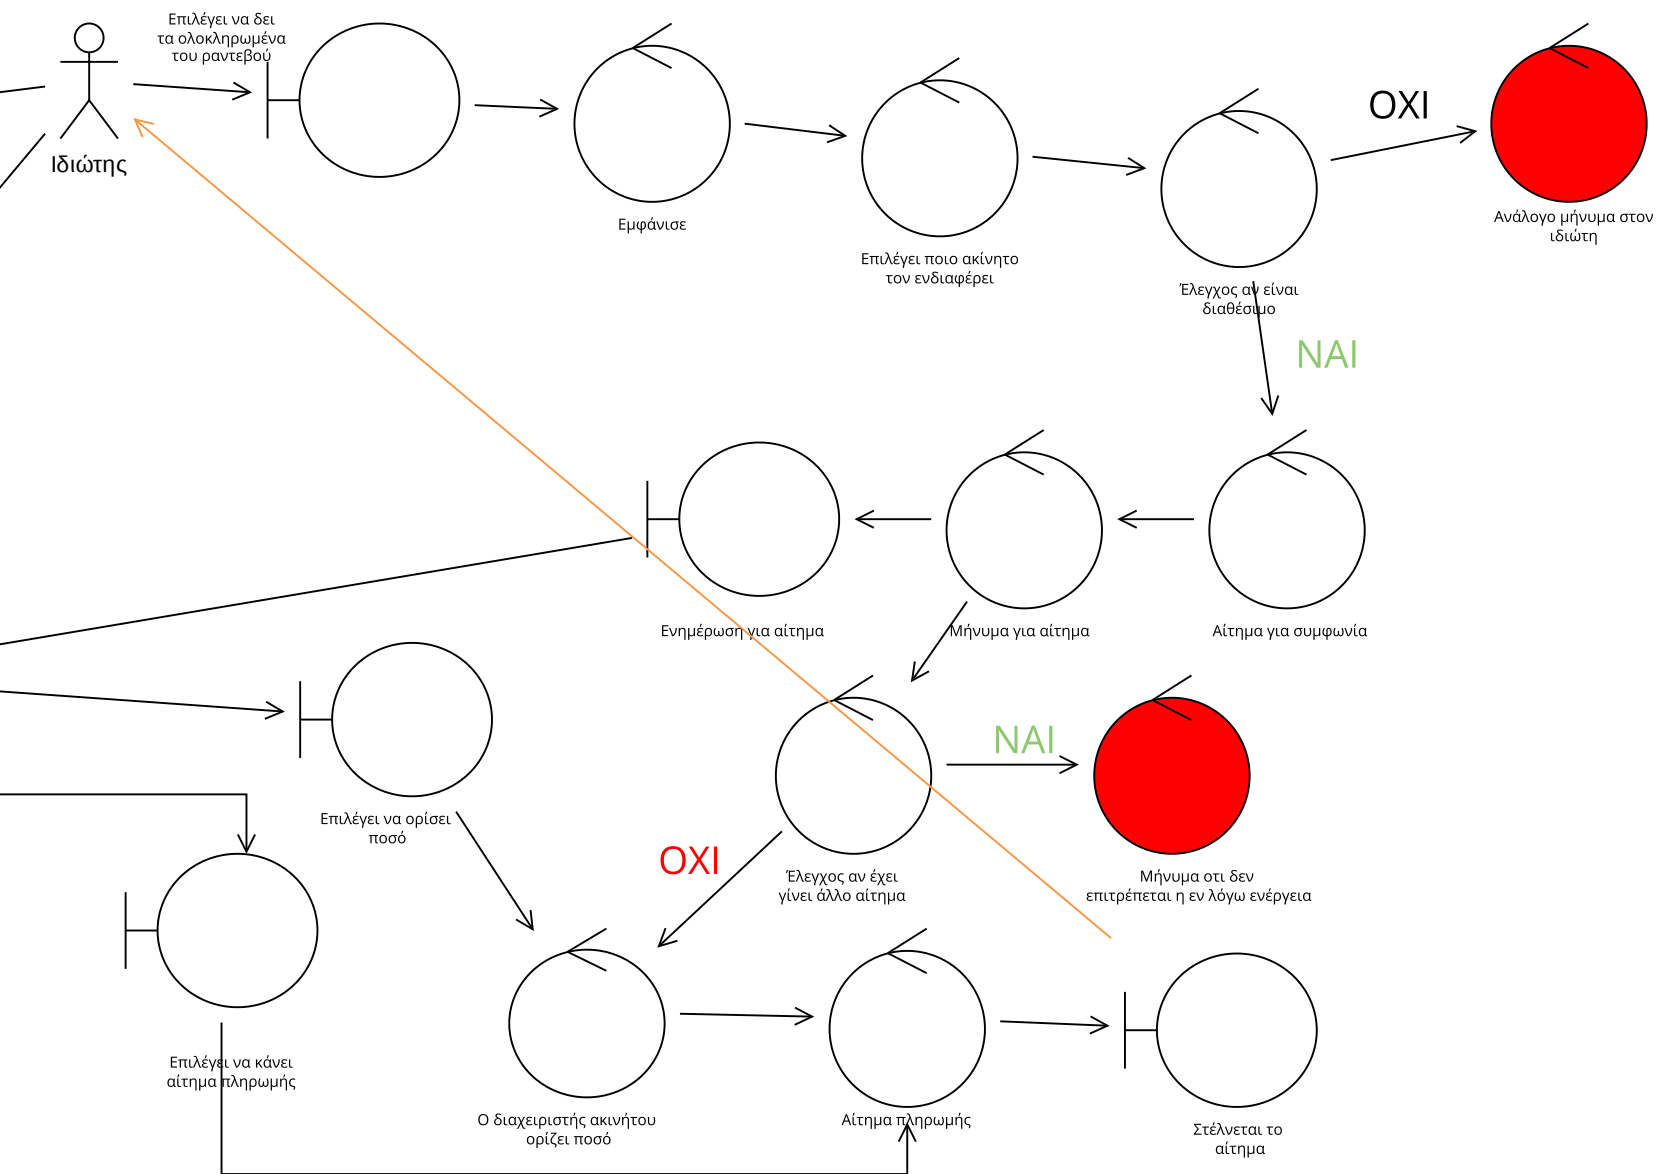 Επιλέγει να δει
τα ολοκληρωμένα
του ραντεβού
Ιδιώτης
Εμφάνισε
Επιλέγει ποιο ακίνητο
τον ενδιαφέρει
Έλεγχος αν είναι
διαθέσιμο
ΟΧΙ
Ανάλογο μήνυμα στον
ιδιώτη
ΝΑΙ
Ενημέρωση για αίτημα
Μήνυμα για αίτημα
Αίτημα για συμφωνία
Επιλέγει να ορίσει
ποσό
ΝΑΙ
ΟΧΙ
Έλεγχος αν έχει
γίνει άλλο αίτημα
Μήνυμα οτι δεν
επιτρέπεται η εν λόγω ενέργεια
Επιλέγει να κάνει
αίτημα πληρωμής
Ο διαχειριστής ακινήτου
ορίζει ποσό
Αίτημα πληρωμής
Στέλνεται το
αίτημα